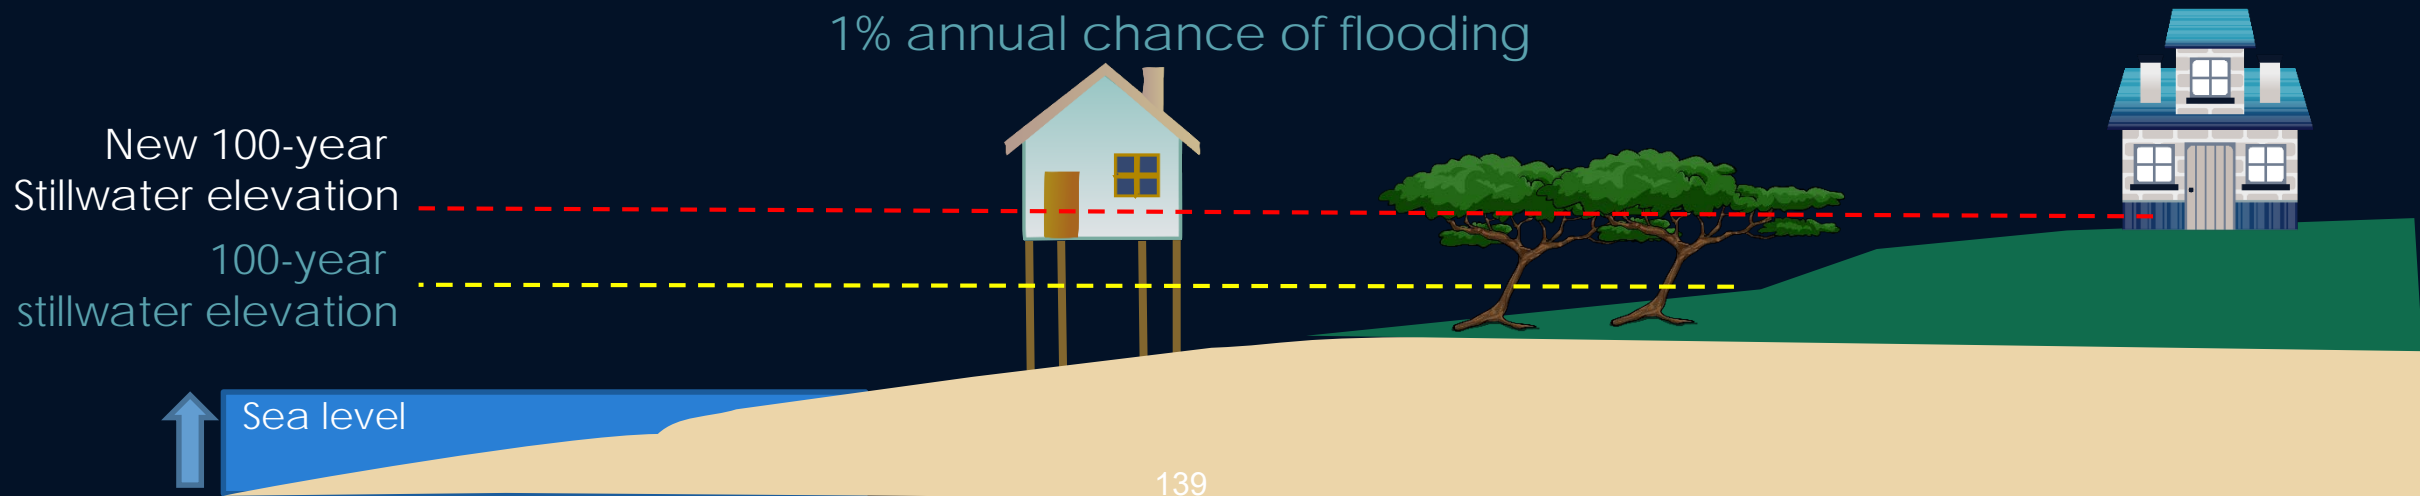 1% annual chance of flooding
New 100-year
Stillwater elevation
100-year
stillwater elevation
Sea level
139